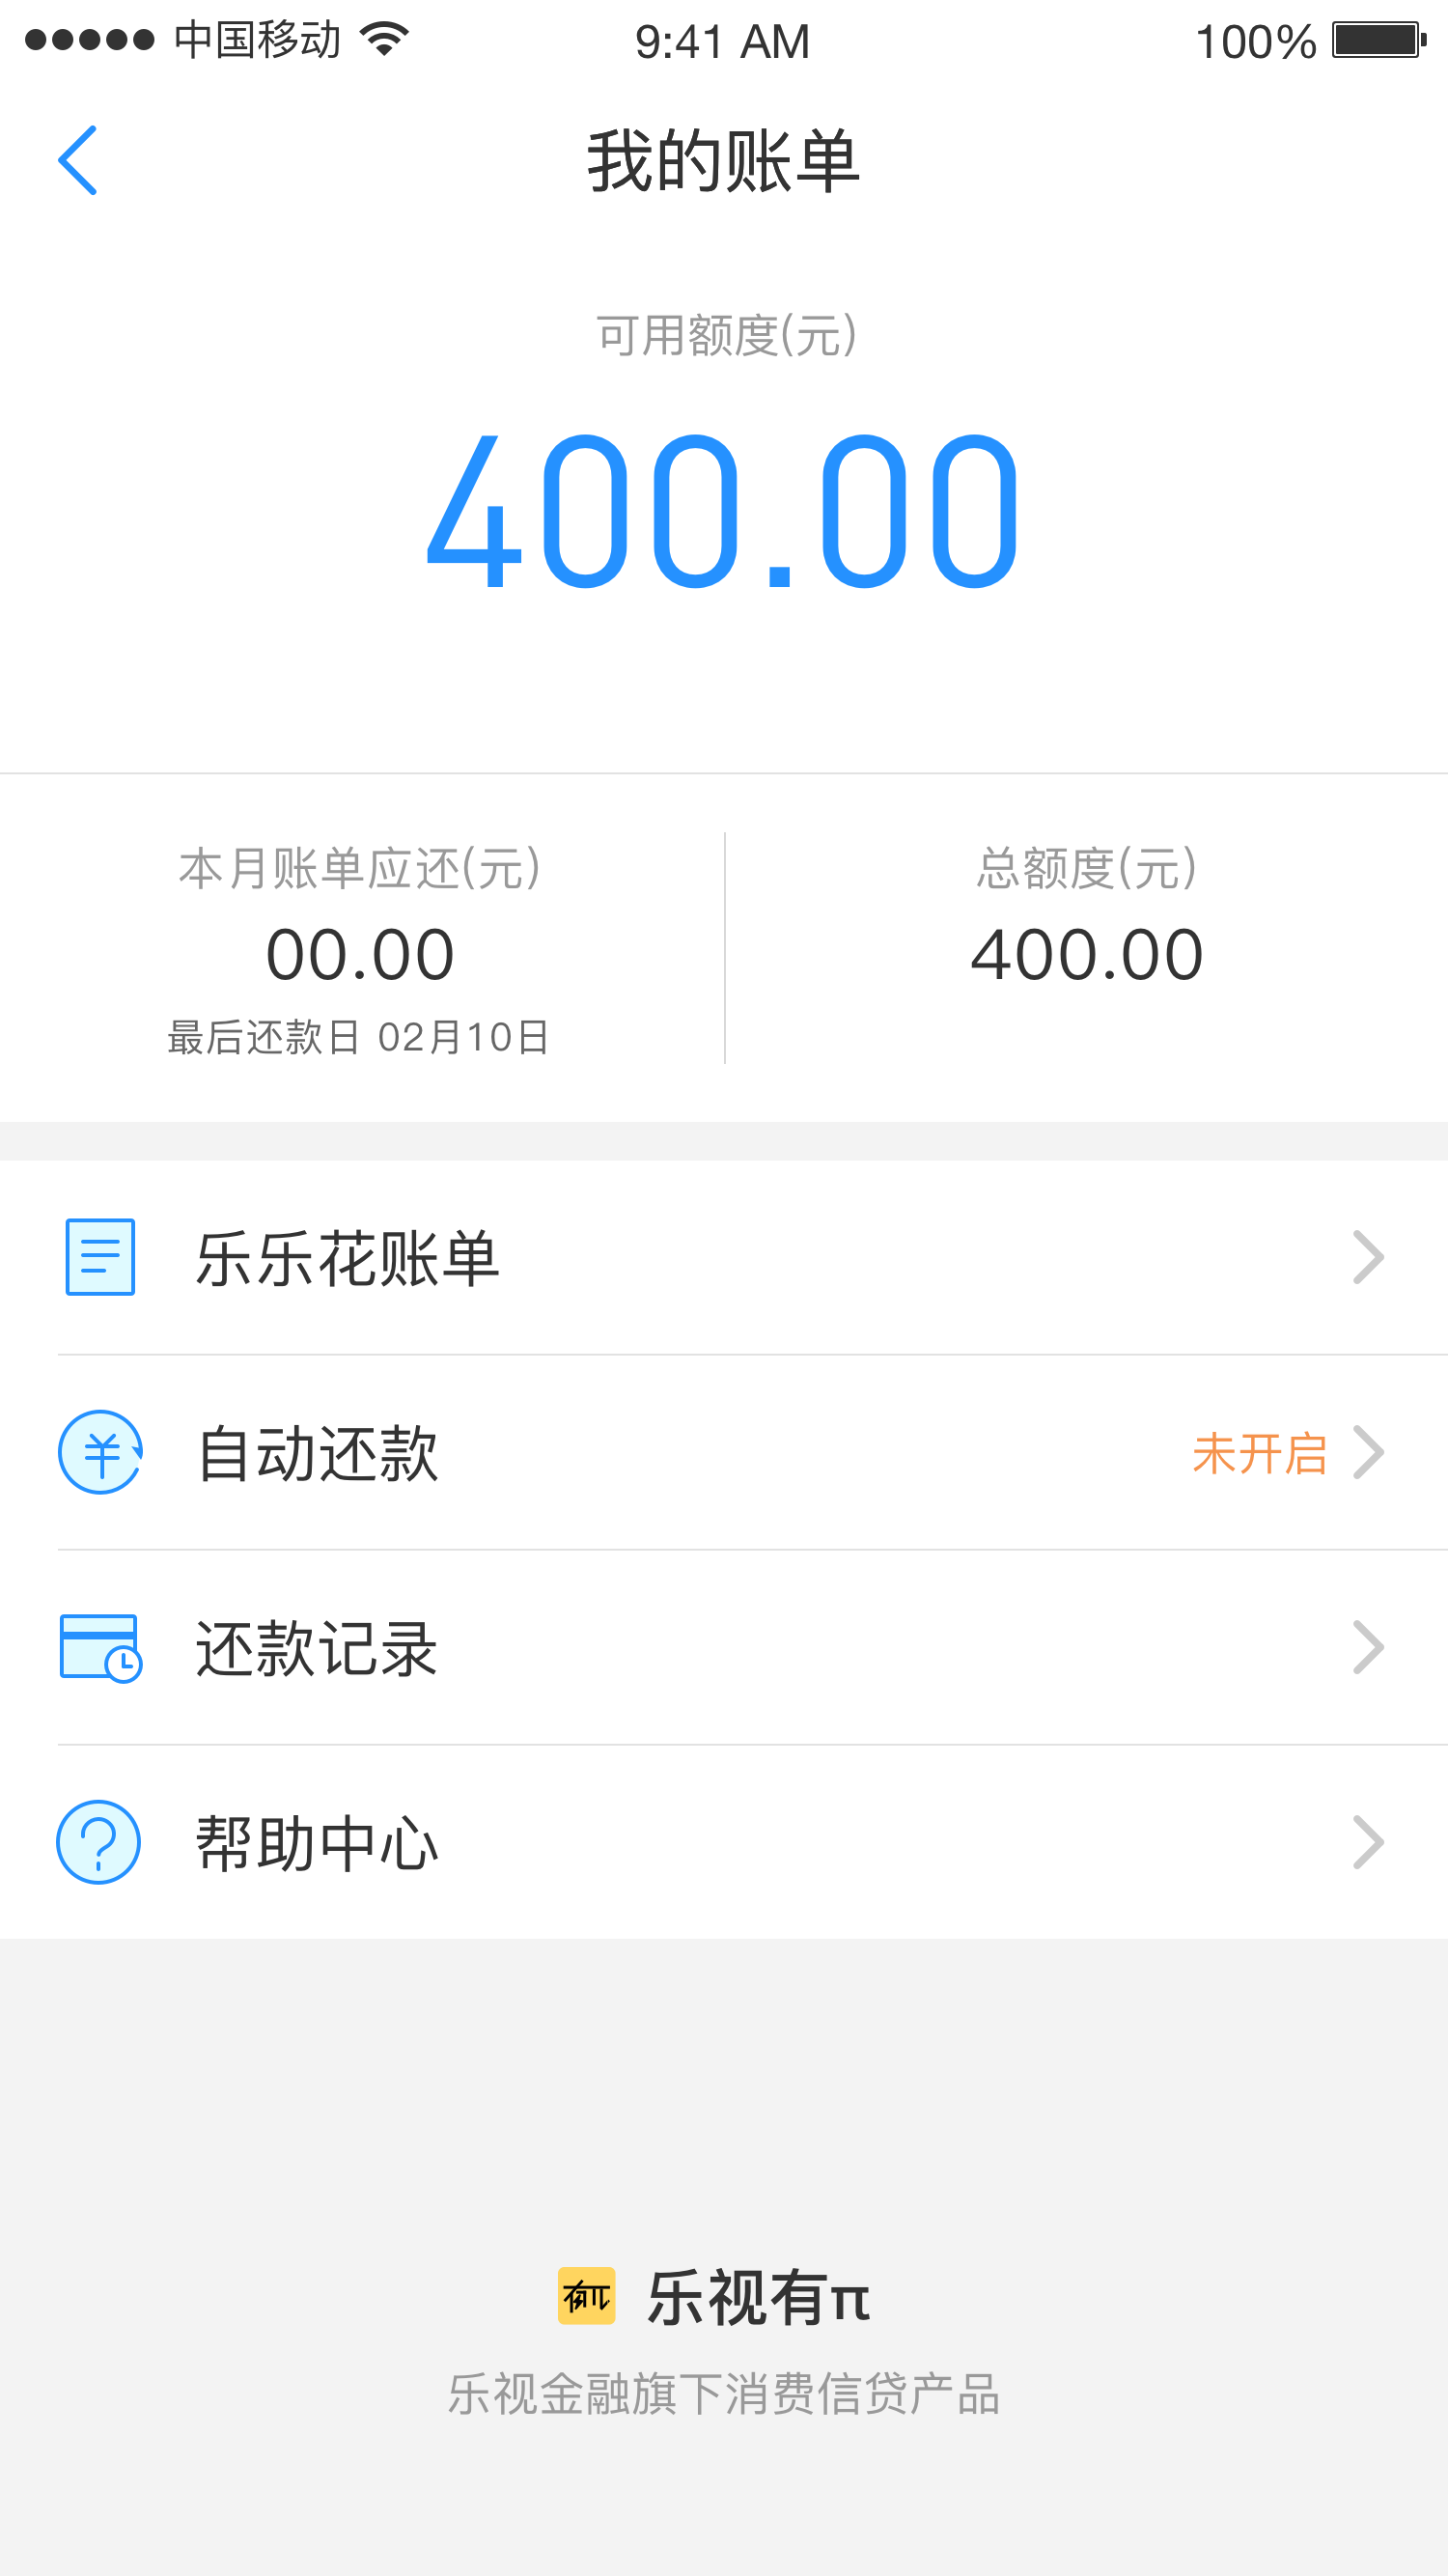 中国移动 9:41 AM 100%
我的账单
可用额度(元)
400.00
本月账单应还(元) 总额度(元)
00.00 400.00
最后还款日 02月10日
乐乐花账单
自动还款 未开启
还款记录
帮助中心
有π 乐视有π
乐视金融旗下消费信贷产品